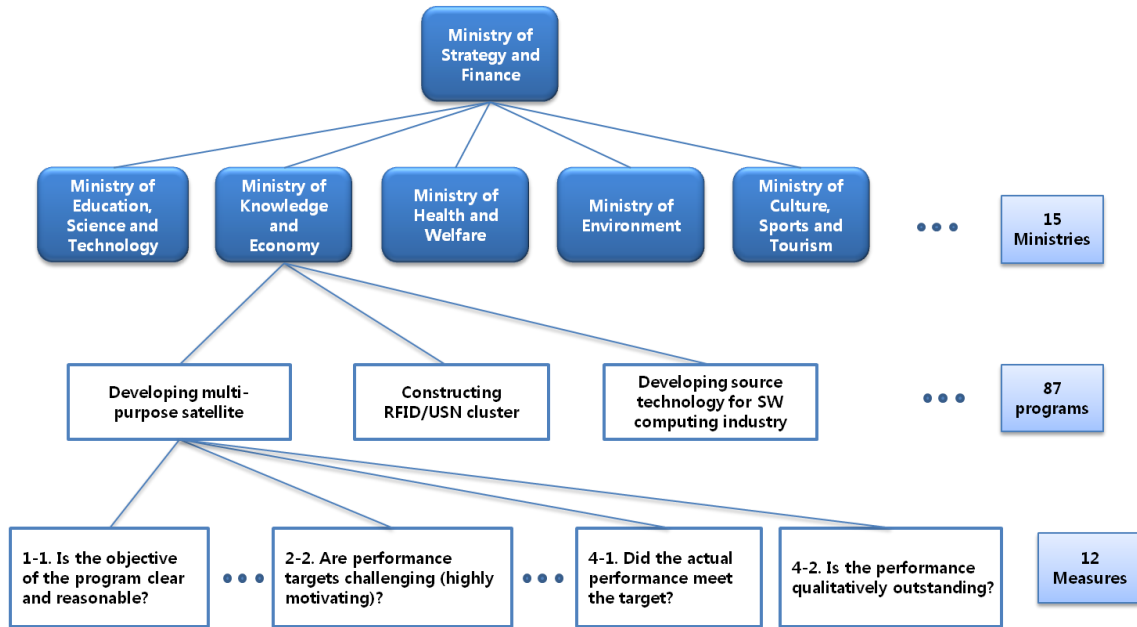 Ministry of
Strategy and
Finance
Ministry of
Education,
Science and
Technology
Ministry of
Knowledge
and
Economy
Ministry of
Health and
Welfare
Ministry of
Environment
Ministry of
Culture,
Sports and
Tourism
15
Ministries
Developing multi-
purpose satellite
Constructing
RFID/USN cluster
Developing source
technology for SW
computing industry
87
programs
1-1. Is the objective
of the program clear
and reasonable?
2-2. Are performance
targets challenging (highly
motivating)?
4-1. Did the actual
performance meet
the target?
4-2. Is the performance
qualitatively outstanding?
12
Measures